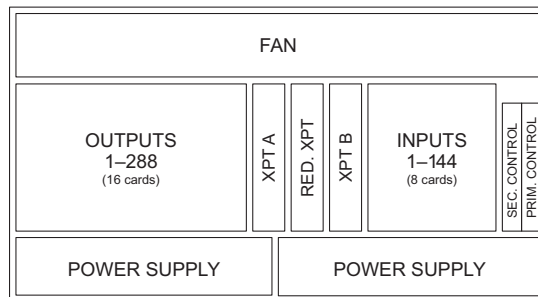 FAN
OUTPUTS
1–288
(16 cards)
XPT A
RED. XPT
XPT B
INPUTS
1–144
(8 cards)
SEC. CONTROL
PRIM. CONTROL
POWER SUPPLY
POWER SUPPLY